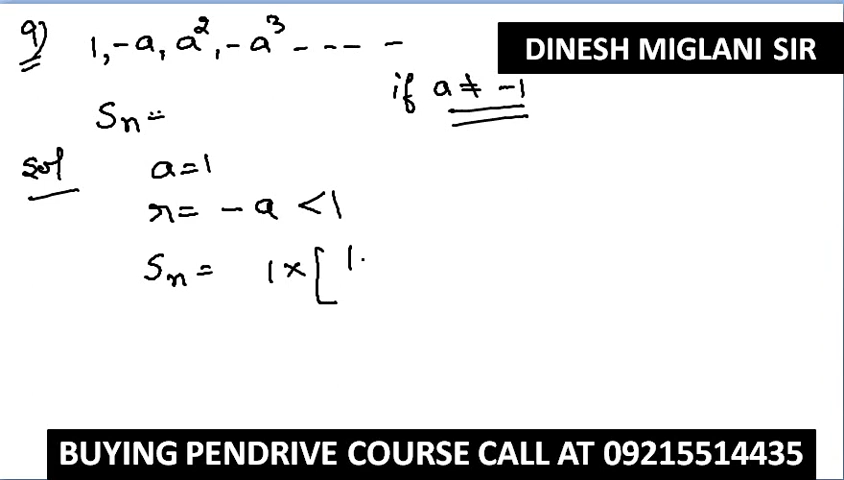 Q) 1, -a, a², -a³ - - - - -
DINESH MIGLANI SIR
if a ≠ -1
Sn =
Sol a = 1
r = - a < 1
Sn = 1 × [ 1 -
BUYING PENDRIVE COURSE CALL AT 09215514435